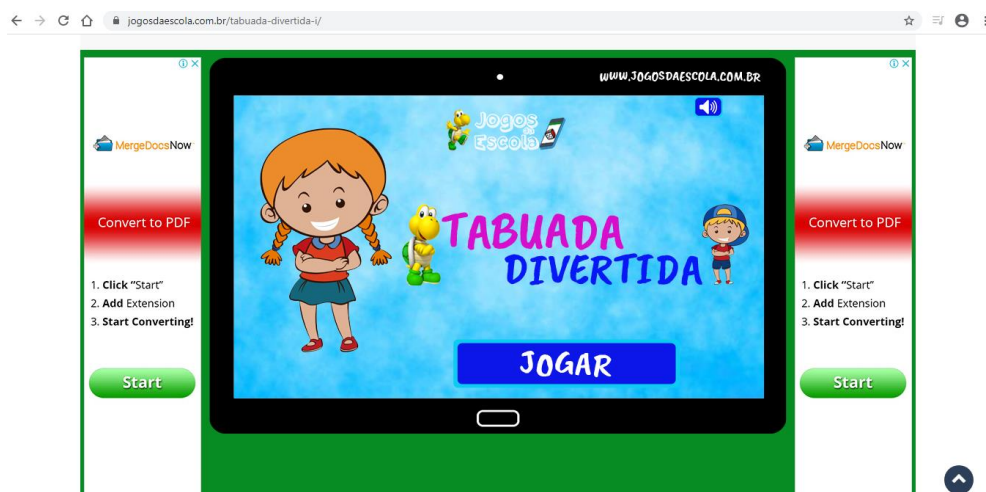 jogosdaescola.com.br/tabuada-divertida-i/
MergeDocsNow
Convert to PDF
1. Click “Start”
2. Add Extension
3. Start Converting!
Start
WWW.JOGOSDAESCOLA.COM.BR
Jogos
da
Escola
TABUADA
DIVERTIDA
JOGAR
MergeDocsNow
Convert to PDF
1. Click “Start”
2. Add Extension
3. Start Converting!
Start